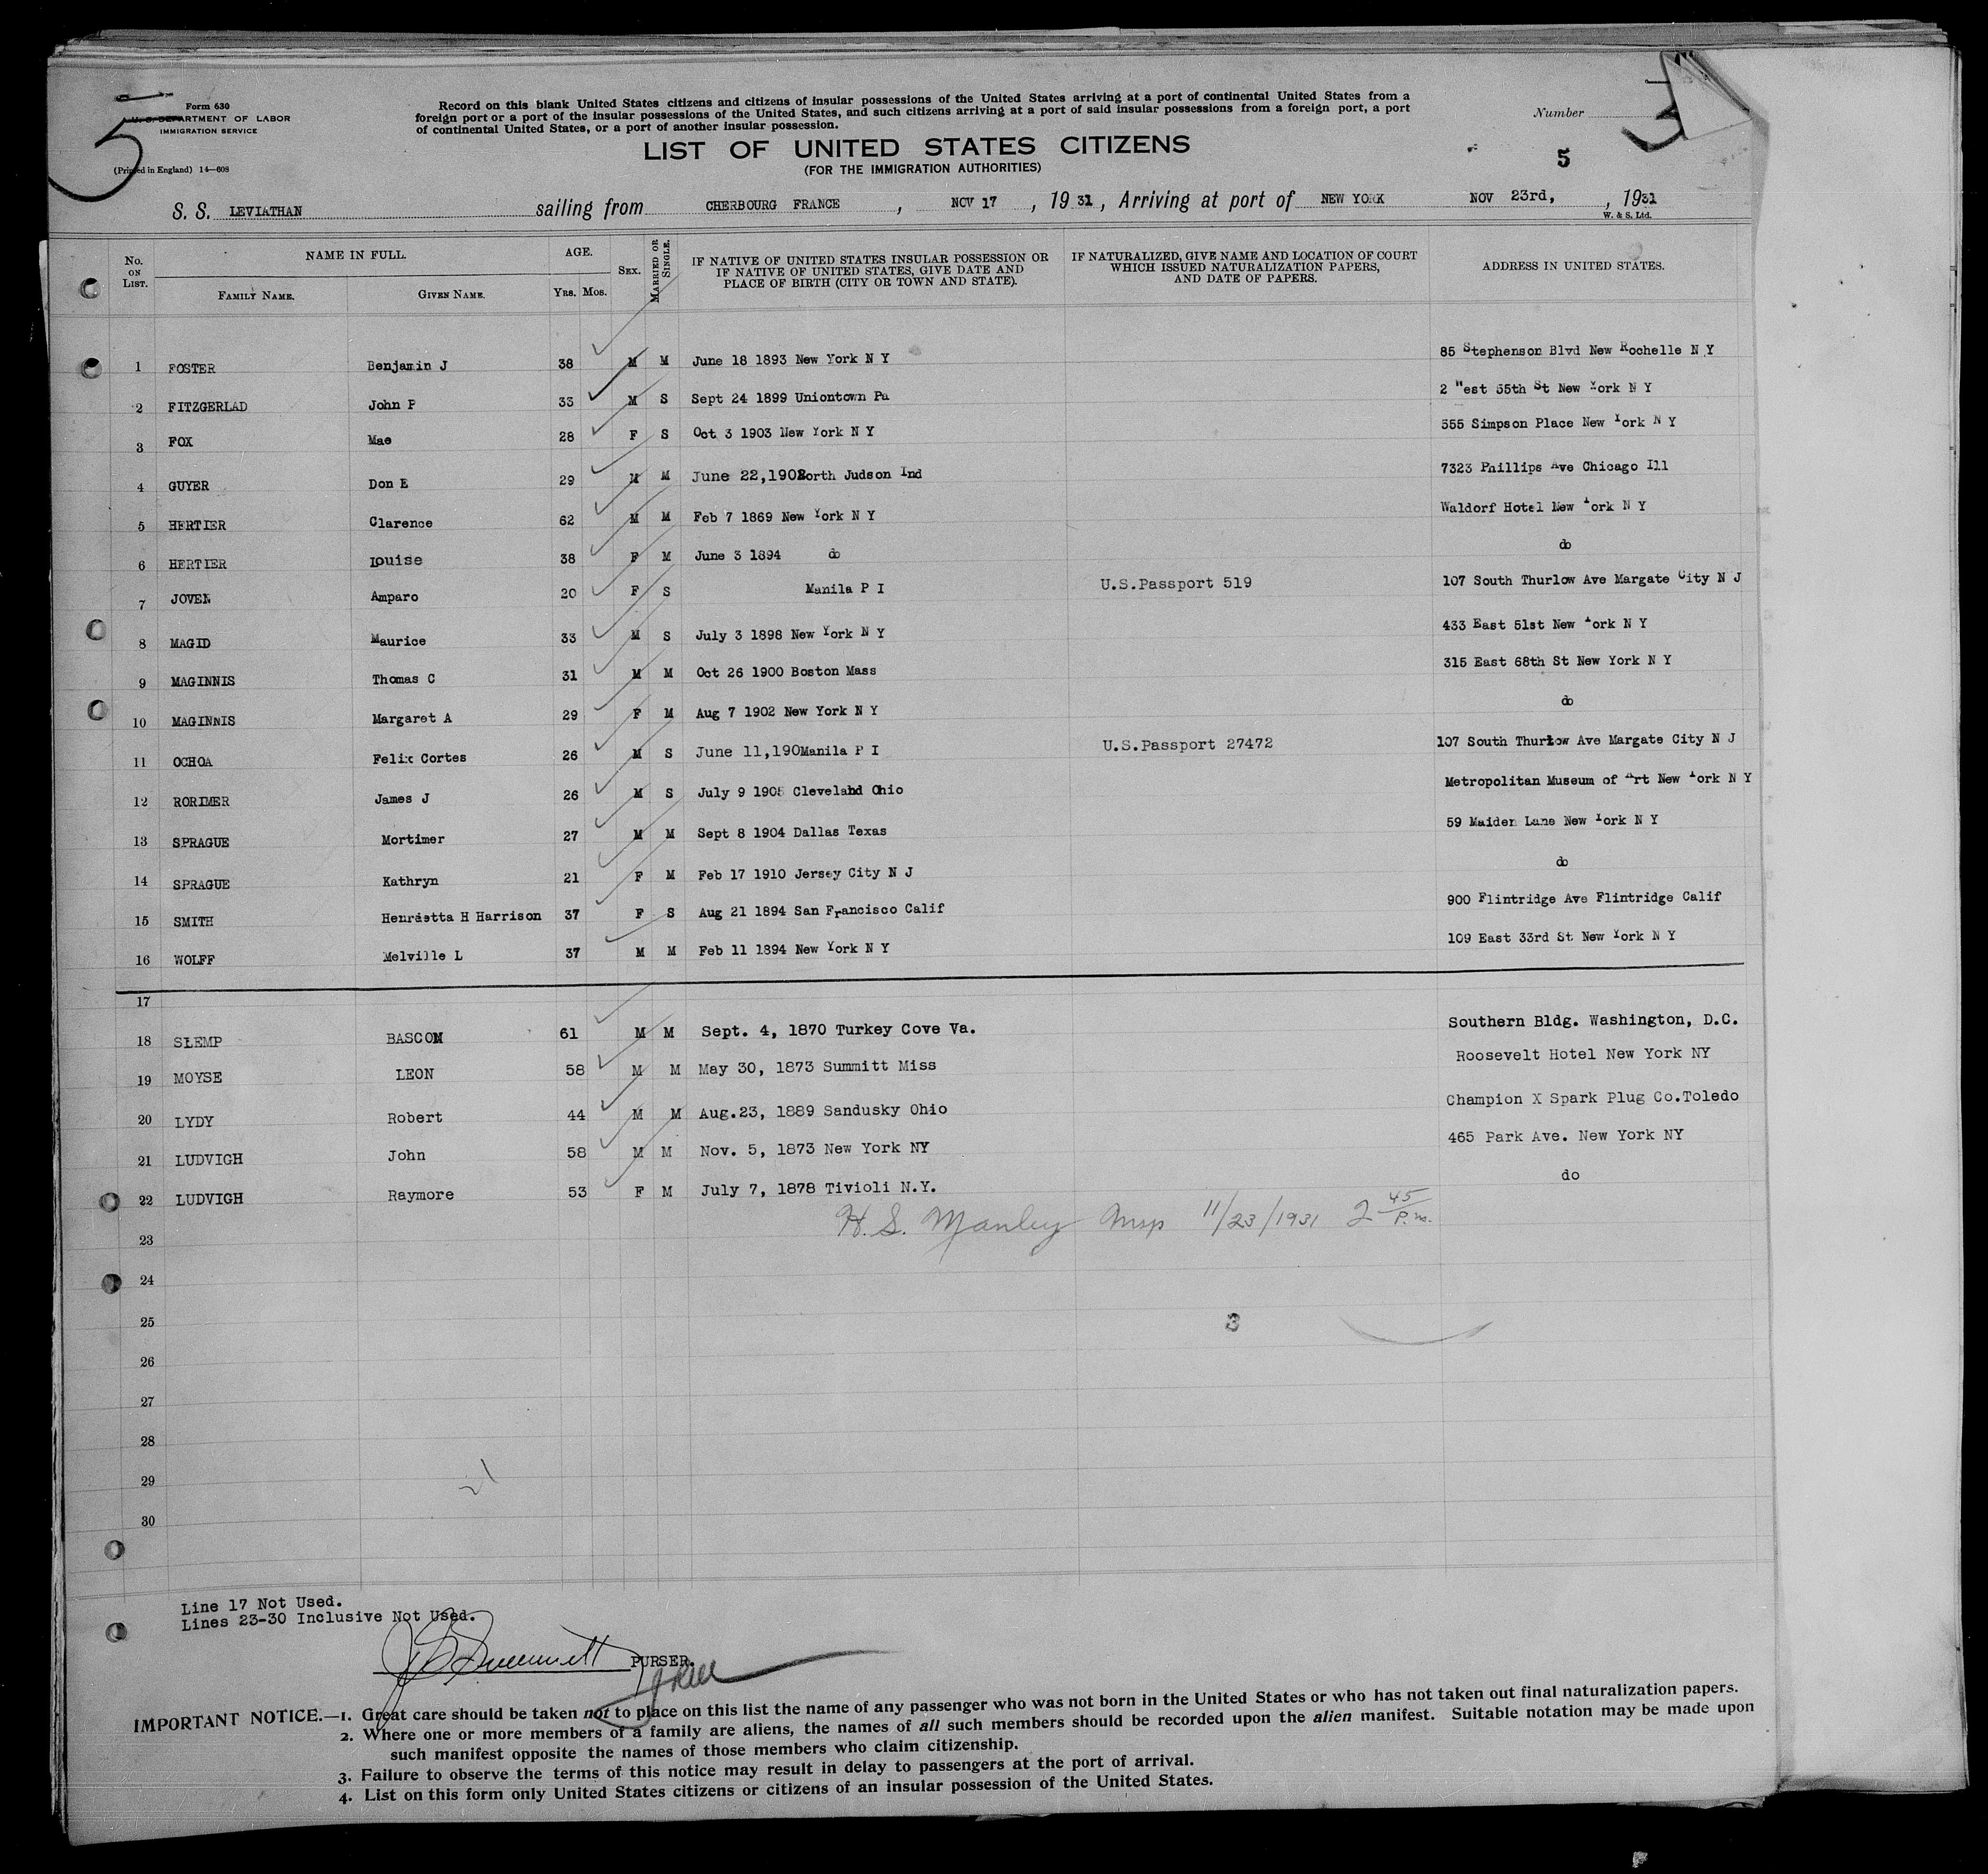 5
Form 630
U. S. DEPARTMENT OF LABOR
IMMIGRATION SERVICE
(Printed in England) 14—608
Record on this blank United States citizens and citizens of insular possessions of the United States arriving at a port of continental United States from a
foreign port or a port of the insular possessions of the United States, and such citizens arriving at a port of said insular possessions from a foreign port, a port
of continental United States, or a port of another insular possession.
Number
3
LIST OF UNITED STATES CITIZENS
(FOR THE IMMIGRATION AUTHORITIES)
5
S. S. LEVIATHAN sailing from CHERBOURG FRANCE , NOV 17 , 19 31 , Arriving at port of NEW YORK NOV 23rd, , 1931
W. & S. Ltd.
No. ON LIST. NAME IN FULL. FAMILY NAME. GIVEN NAME. AGE. YRS. MOS. SEX. MARRIED OR SINGLE. IF NATIVE OF UNITED STATES INSULAR POSSESSION OR IF NATIVE OF UNITED STATES, GIVE DATE AND PLACE OF BIRTH (CITY OR TOWN AND STATE). IF NATURALIZED, GIVE NAME AND LOCATION OF COURT WHICH ISSUED NATURALIZATION PAPERS, AND DATE OF PAPERS. ADDRESS IN UNITED STATES.
1 FOSTER Benjamin J 38 M M June 18 1893 New York N Y 85 Stephenson Blvd New Rochelle N Y
2 FITZGERLAD John P 33 M S Sept 24 1899 Uniontown Pa 2 West 55th St New York N Y
3 FOX Mae 28 F S Oct 3 1903 New York N Y 555 Simpson Place New York N Y
4 GUYER Don E 29 M M June 22,1902 North Judson Ind 7323 Phillips Ave Chicago Ill
5 HERTIER Clarence 62 M M Feb 7 1869 New York N Y Waldorf Hotel New York N Y
6 HERTIER Louise 38 F M June 3 1894 do do
7 JOVEN Amparo 20 F S Manila P I U.S.Passport 519 107 South Thurlow Ave Margate City N J
8 MAGID Maurice 33 M S July 3 1898 New York N Y 433 East 51st New York N Y
9 MAGINNIS Thomas C 31 M M Oct 26 1900 Boston Mass 315 East 68th St New York N Y
10 MAGINNIS Margaret A 29 F M Aug 7 1902 New York N Y do
11 OCHOA Felix Cortes 26 M S June 11,190Manila P I U.S.Passport 27472 107 South Thurlow Ave Margate City N J
12 RORIMER James J 26 M S July 9 1905 Cleveland Ohio Metropolitan Museum of Art New York N Y
13 SPRAGUE Mortimer 27 M M Sept 8 1904 Dallas Texas 59 Maiden Lane New York N Y
14 SPRAGUE Kathryn 21 F M Feb 17 1910 Jersey City N J do
15 SMITH Henrietta H Harrison 37 F S Aug 21 1894 San Francisco Calif 900 Flintridge Ave Flintridge Calif
16 WOLFF Melville L 37 M M Feb 11 1894 New York N Y 109 East 33rd St New York N Y
17
18 SLEMP BASCOM 61 M M Sept. 4, 1870 Turkey Cove Va. Southern Bldg. Washington, D.C.
19 MOYSE LEON 58 M M May 30, 1873 Summitt Miss Roosevelt Hotel New York NY
20 LYDY Robert 44 M M Aug.23, 1889 Sandusky Ohio Champion X Spark Plug Co.Toledo
21 LUDVIGH John 58 M M Nov. 5, 1873 New York NY 465 Park Ave. New York NY
22 LUDVIGH Raymore 53 F M July 7, 1878 Tivioli N.Y. do
H. S. Manley Insp 11/23/1931 2 45 P.m.
23
24
25
3
26
27
28
29
21
30
Line 17 Not Used.
Lines 23-30 Inclusive Not Used.
PURSER.
IMPORTANT NOTICE.—1. Great care should be taken not to place on this list the name of any passenger who was not born in the United States or who has not taken out final naturalization papers.
2. Where one or more members of a family are aliens, the names of all such members should be recorded upon the alien manifest. Suitable notation may be made upon
such manifest opposite the names of those members who claim citizenship.
3. Failure to observe the terms of this notice may result in delay to passengers at the port of arrival.
4. List on this form only United States citizens or citizens of an insular possession of the United States.